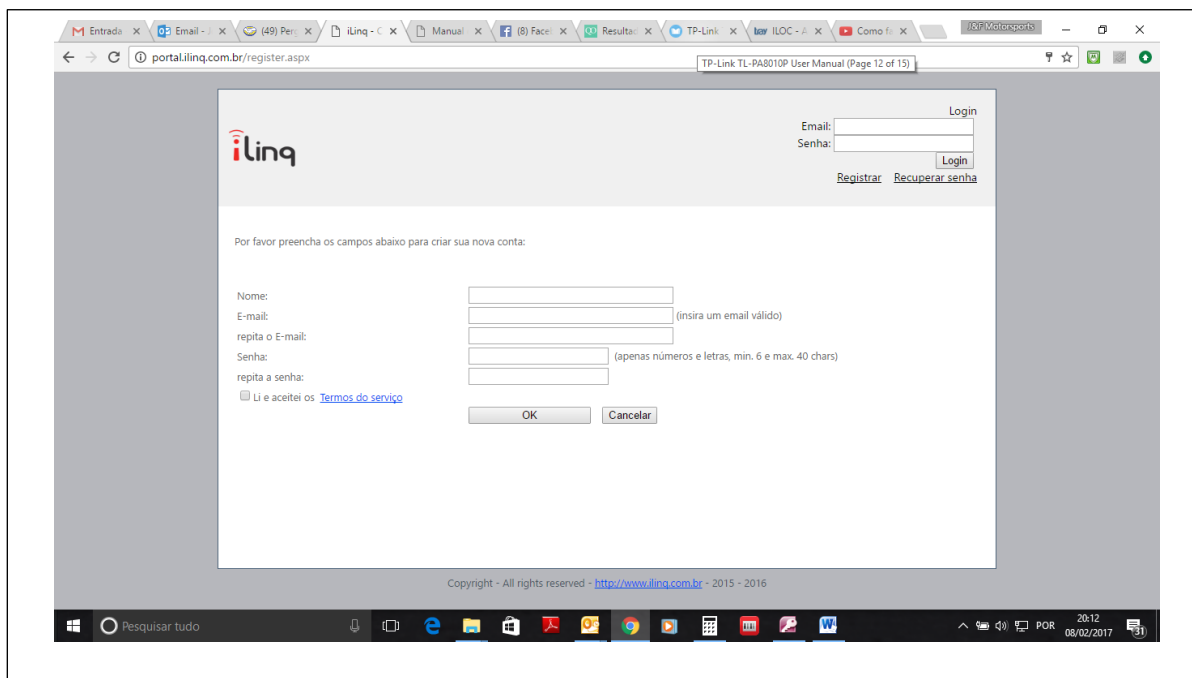 Entrada
Email - J
(49) Perg
iLinq - C
Manual
(8) Facel
Resultac
TP-Link
ILOC - A
Como fa
J&F Motorsports
portal.ilinq.com.br/register.aspx
TP-Link TL-PA8010P User Manual (Page 12 of 15)
Login
Email:
ilinq
Senha:
Login
Registrar Recuperar senha
Por favor preencha os campos abaixo para criar sua nova conta:
Nome:
E-mail: (insira um email válido)
repita o E-mail:
Senha: (apenas números e letras, min. 6 e max. 40 chars)
repita a senha:
Li e aceitei os Termos do serviço
OK Cancelar
Copyright - All rights reserved - http://www.ilinq.com.br - 2015 - 2016
Pesquisar tudo
POR
20:12
08/02/2017
31